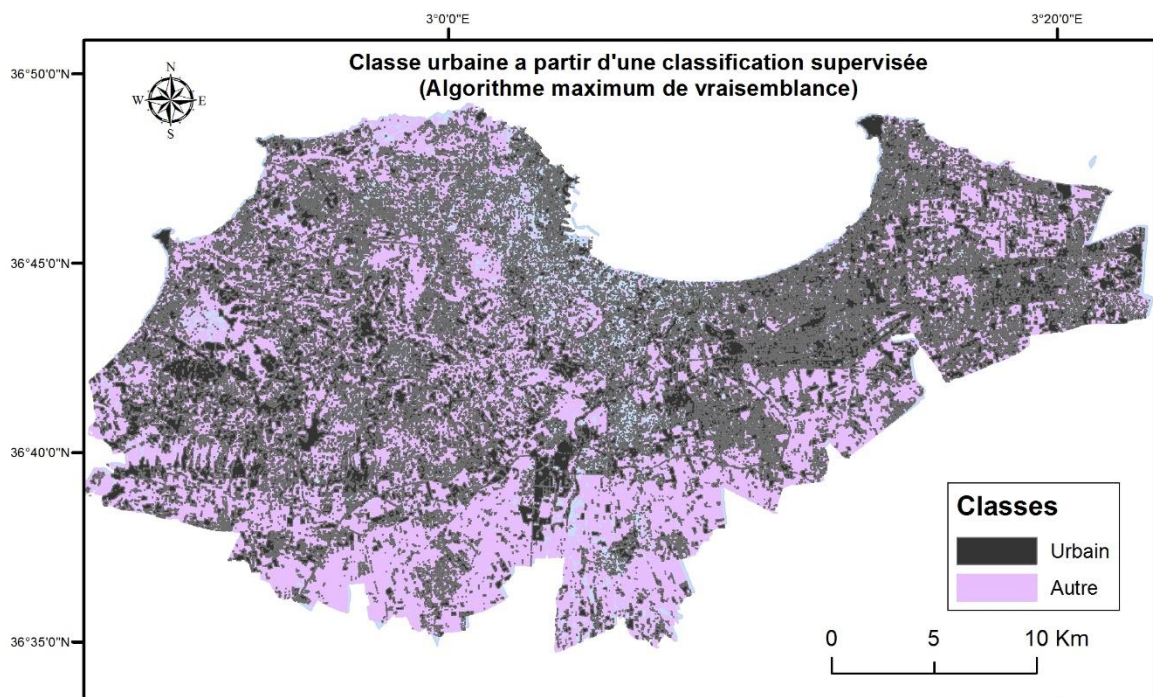 3°0'0"E
3°20'0"E
Classe urbaine a partir d'une classification supervisée
(Algorithme maximum de vraisemblance)
36°50'0"N
N
W
E
S
36°45'0"N
36°40'0"N
36°35'0"N
Classes
Urbain
Autre
0 5 10 Km